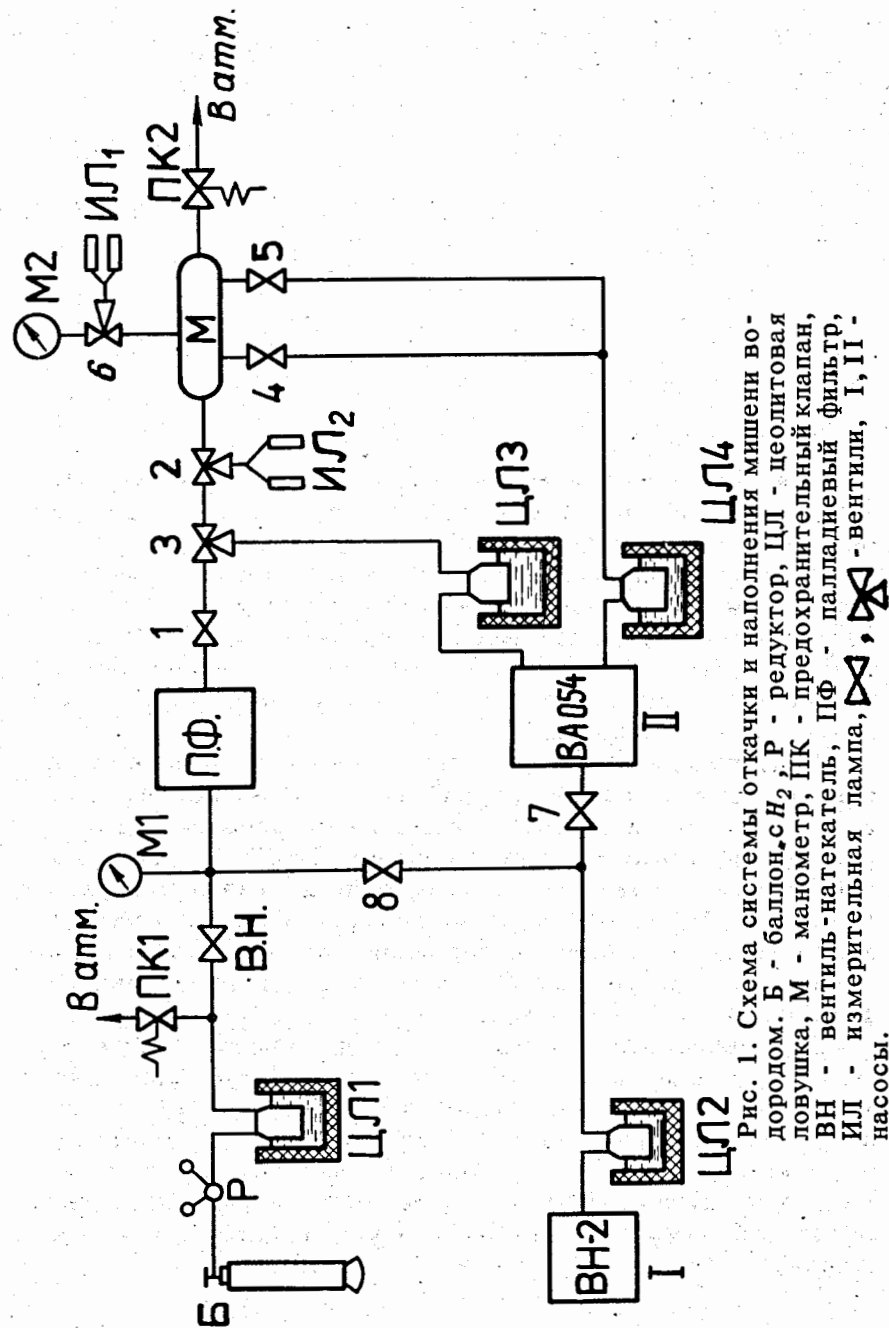 В атм.
ПК2
ИЛ1
М2
6
М
5
4
2
ИЛ2
3
1
П.Ф.
М1
В атм.
ПК1
В.Н.
8
7
ЦЛ3
ЦЛ4
ВА054
II
ЦЛ1
Р
Б
ЦЛ2
ВН-2
I
Рис. 1. Схема системы откачки и наполнения мишени во-
дородом. Б - баллон с H2, Р - редуктор, ЦЛ - цеолитовая
ловушка, М - манометр, ПК - предохранительный клапан,
ВН - вентиль-натекатель, ПФ - палладиевый фильтр,
ИЛ - измерительная лампа, , - вентили, I, II -
насосы.